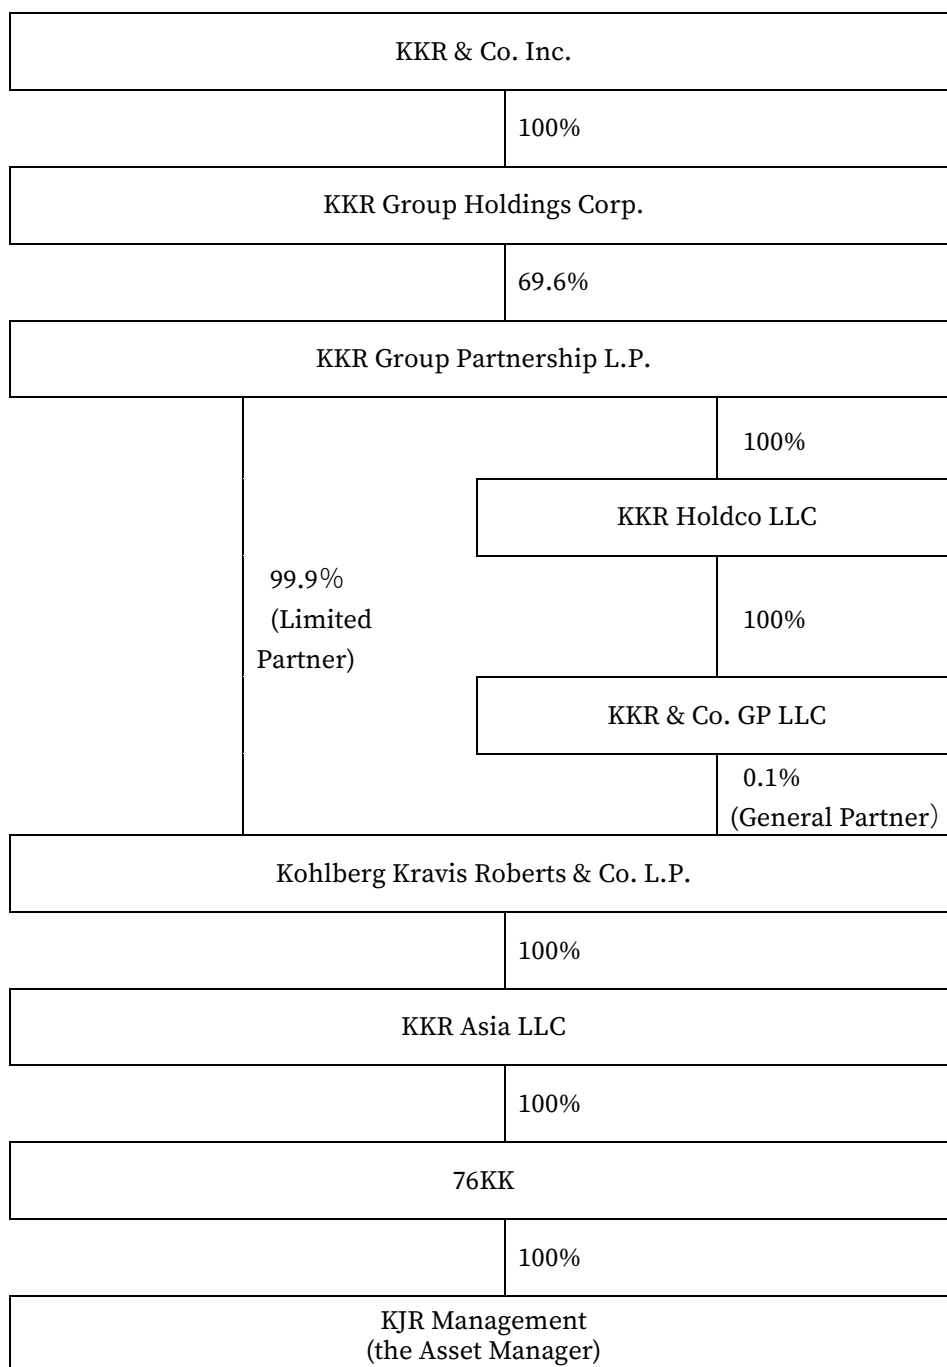 KKR & Co. Inc.
100%
KKR Group Holdings Corp.
69.6%
KKR Group Partnership L.P.
100%
KKR Holdco LLC
99.9％
(Limited
Partner)
100%
KKR & Co. GP LLC
0.1%
(General Partner）
Kohlberg Kravis Roberts & Co. L.P.
100%
KKR Asia LLC
100%
76KK
100%
KJR Management
(the Asset Manager)